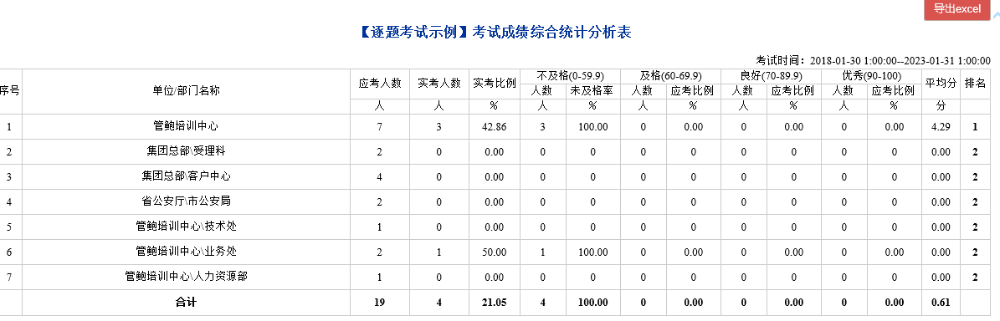 导出excel
【逐题考试示例】考试成绩综合统计分析表
考试时间：2018-01-30 1:00:00--2023-01-31 1:00:00
序号 单位/部门名称 应考人数 实考人数 实考比例 不及格(0-59.9) 及格(60-69.9) 良好(70-89.9) 优秀(90-100) 平均分 排名
人数 未及格率 人数 应考比例 人数 应考比例 人数 应考比例
人 人 % 人 % 人 % 人 % 人 % 分
1 管鲍培训中心 7 3 42.86 3 100.00 0 0.00 0 0.00 0 0.00 4.29 1
2 集团总部\受理科 2 0 0.00 0 0 0 0 0 0 0 0 0.00 2
3 集团总部\客户中心 4 0 0.00 0 0 0 0 0 0 0 0 0.00 2
4 省公安厅\市公安局 2 0 0.00 0 0 0 0 0 0 0 0 0.00 2
5 管鲍培训中心\技术处 1 0 0.00 0 0 0 0 0 0 0 0 0.00 2
6 管鲍培训中心\业务处 2 1 50.00 1 100.00 0 0.00 0 0.00 0 0.00 0.00 2
7 管鲍培训中心\人力资源部 1 0 0.00 0 0 0 0 0 0 0 0 0.00 2
合计 19 4 21.05 4 100.00 0 0.00 0 0.00 0 0.00 0.61